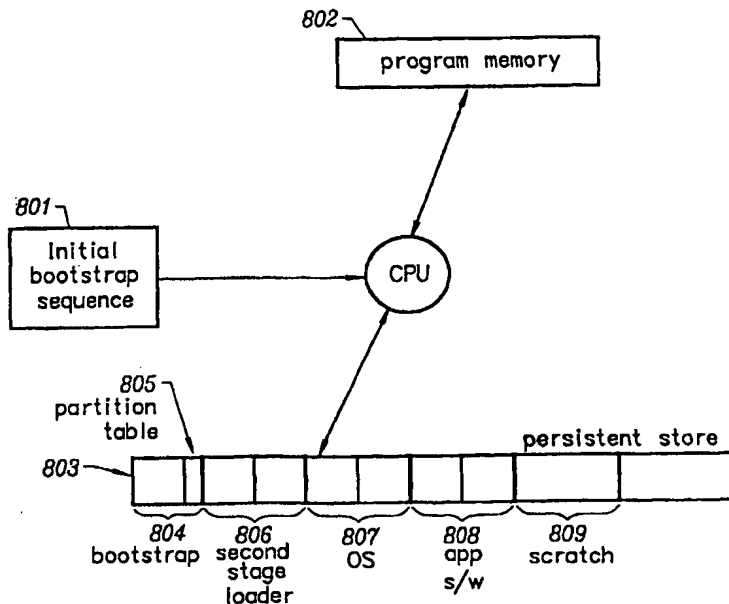 802
program memory
801
Initial
bootstrap
sequence
CPU
805
partition
table
persistent store
803
804
bootstrap
806
second
stage
loader
807
OS
808
app
s/w
809
scratch